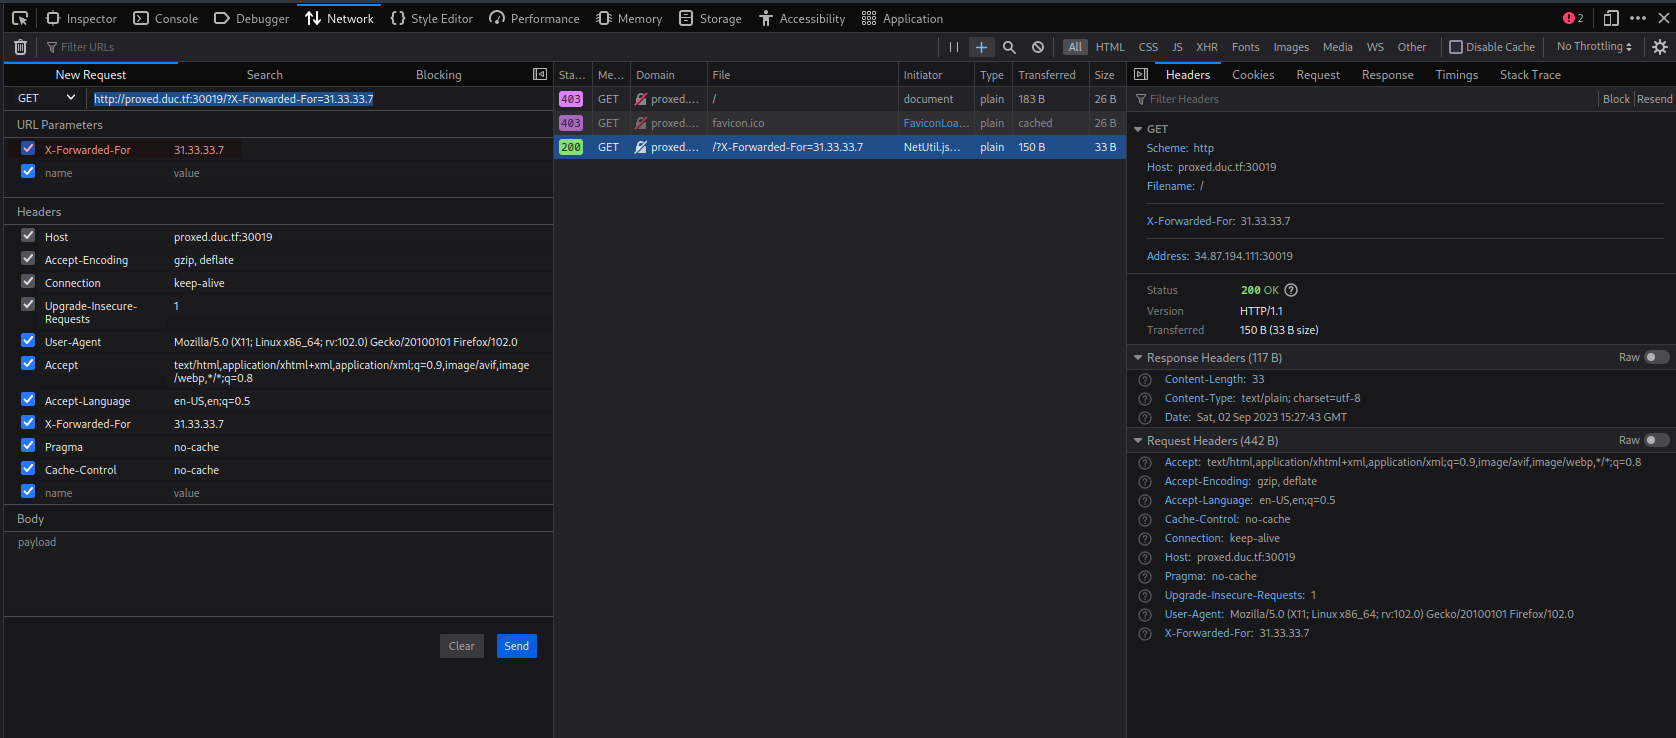 Inspector Console Debugger Network Style Editor Performance Memory Storage Accessibility Application 2
Filter URLs All HTML CSS JS XHR Fonts Images Media WS Other Disable Cache No Throttling
New Request Search Blocking
GET http://proxed.duc.tf:30019/?X-Forwarded-For=31.33.33.7
URL Parameters
X-Forwarded-For 31.33.33.7
name value
Headers
Host proxed.duc.tf:30019
Accept-Encoding gzip, deflate
Connection keep-alive
Upgrade-Insecure-
Requests 1
User-Agent Mozilla/5.0 (X11; Linux x86_64; rv:102.0) Gecko/20100101 Firefox/102.0
Accept text/html,application/xhtml+xml,application/xml;q=0.9,image/avif,image
/webp,*/*;q=0.8
Accept-Language en-US,en;q=0.5
X-Forwarded-For 31.33.33.7
Pragma no-cache
Cache-Control no-cache
name value
Body
payload
Clear Send
Sta... Me... Domain File Initiator Type Transferred Size
403 GET proxed.... / document plain 183 B 26 B
403 GET proxed.... favicon.ico FaviconLoa... plain cached 26 B
200 GET proxed.... /?X-Forwarded-For=31.33.33.7 NetUtil.js... plain 150 B 33 B
Headers Cookies Request Response Timings Stack Trace
Filter Headers Block Resend
GET
Scheme: http
Host: proxed.duc.tf:30019
Filename: /
X-Forwarded-For: 31.33.33.7
Address: 34.87.194.111:30019
Status 200 OK
Version HTTP/1.1
Transferred 150 B (33 B size)
Response Headers (117 B) Raw
Content-Length: 33
Content-Type: text/plain; charset=utf-8
Date: Sat, 02 Sep 2023 15:27:43 GMT
Request Headers (442 B) Raw
Accept: text/html,application/xhtml+xml,application/xml;q=0.9,image/avif,image/webp,*/*;q=0.8
Accept-Encoding: gzip, deflate
Accept-Language: en-US,en;q=0.5
Cache-Control: no-cache
Connection: keep-alive
Host: proxed.duc.tf:30019
Pragma: no-cache
Upgrade-Insecure-Requests: 1
User-Agent: Mozilla/5.0 (X11; Linux x86_64; rv:102.0) Gecko/20100101 Firefox/102.0
X-Forwarded-For: 31.33.33.7